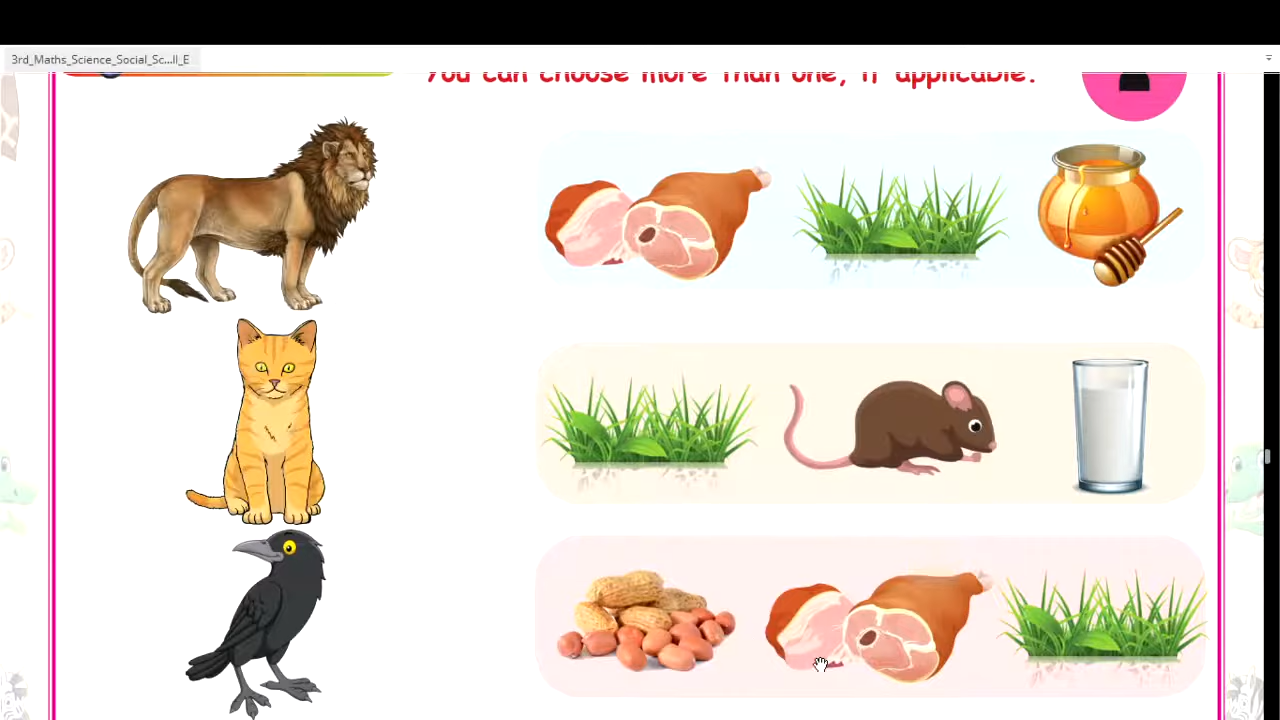 3rd_Maths_Science_Social_Sc...ll_E
You can choose more than one, if applicable.